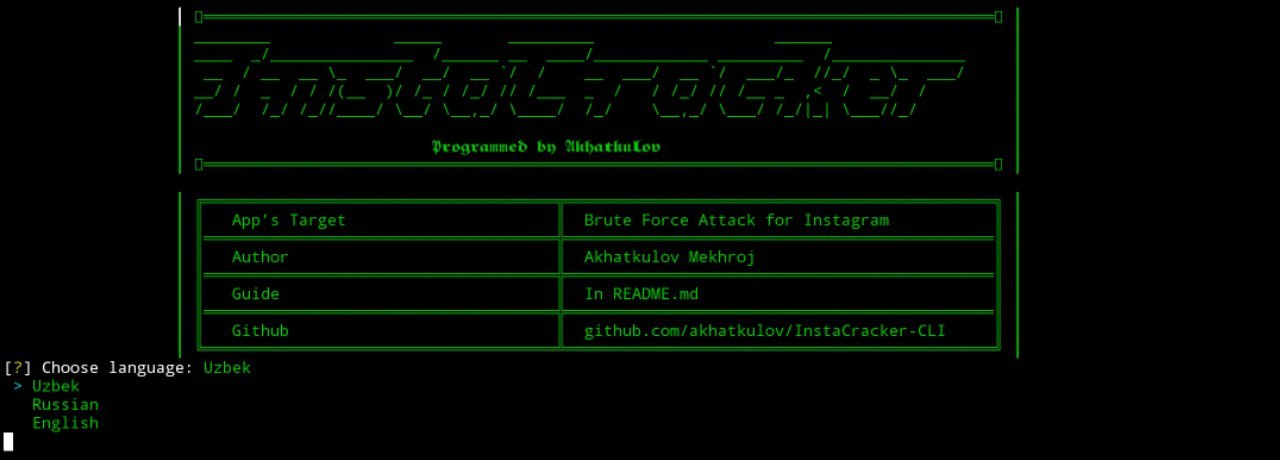 InstaCracker
Programmed by Akhatkulov
App's Target Brute Force Attack for Instagram
Author Akhatkulov Mekhroj
Guide In README.md
Github github.com/akhatkulov/InstaCracker-CLI
[?] Choose language: Uzbek
> Uzbek
Russian
English